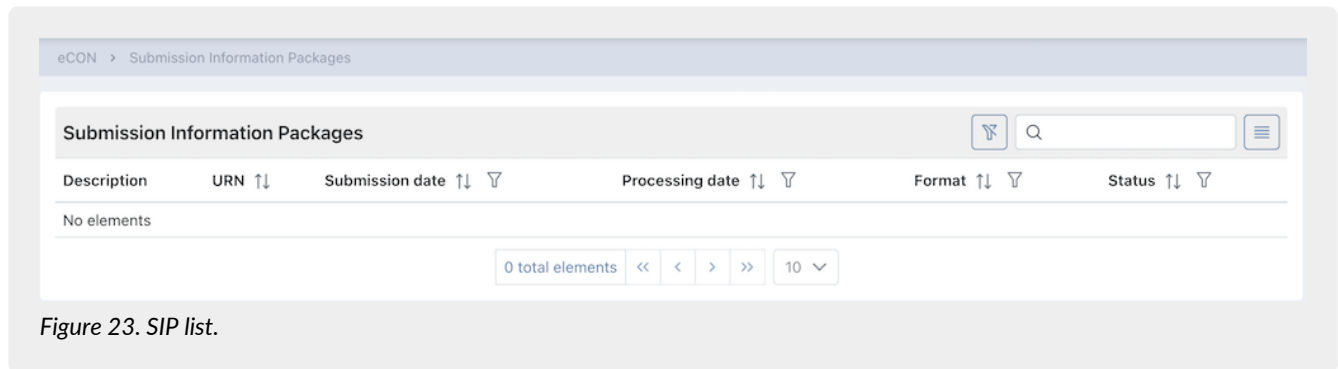 eCON > Submission Information Packages
Submission Information Packages
Description URN Submission date Processing date Format Status
No elements
0 total elements << < > >> 10
Figure 23. SIP list.